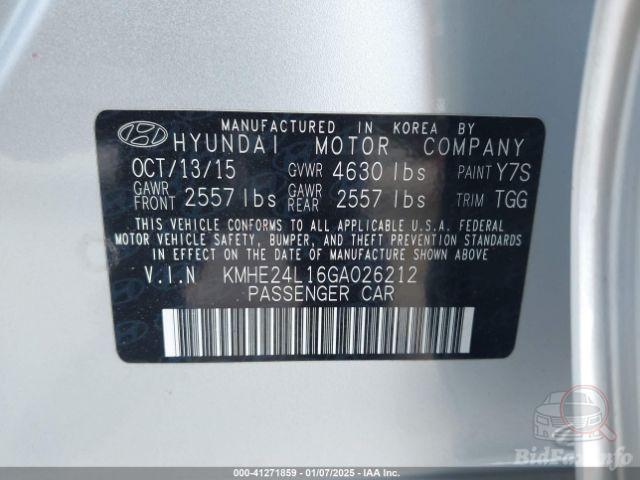 MANUFACTURED IN KOREA BY
HYUNDAI MOTOR COMPANY
OCT/13/15 GVWR 4630 lbs PAINT Y7S
GAWR FRONT 2557 lbs GAWR REAR 2557 lbs TRIM TGG
THIS VEHICLE CONFORMS TO ALL APPLICABLE U.S.A. FEDERAL
MOTOR VEHICLE SAFETY, BUMPER, AND THEFT PREVENTION
STANDARDS IN EFFECT ON THE DATE OF MANUFACTURE SHOWN ABOVE
V.I.N KMHE24L16GA026212
PASSENGER CAR
BidFax.info
000-41271859 - 01/07/2025 - IAA Inc.